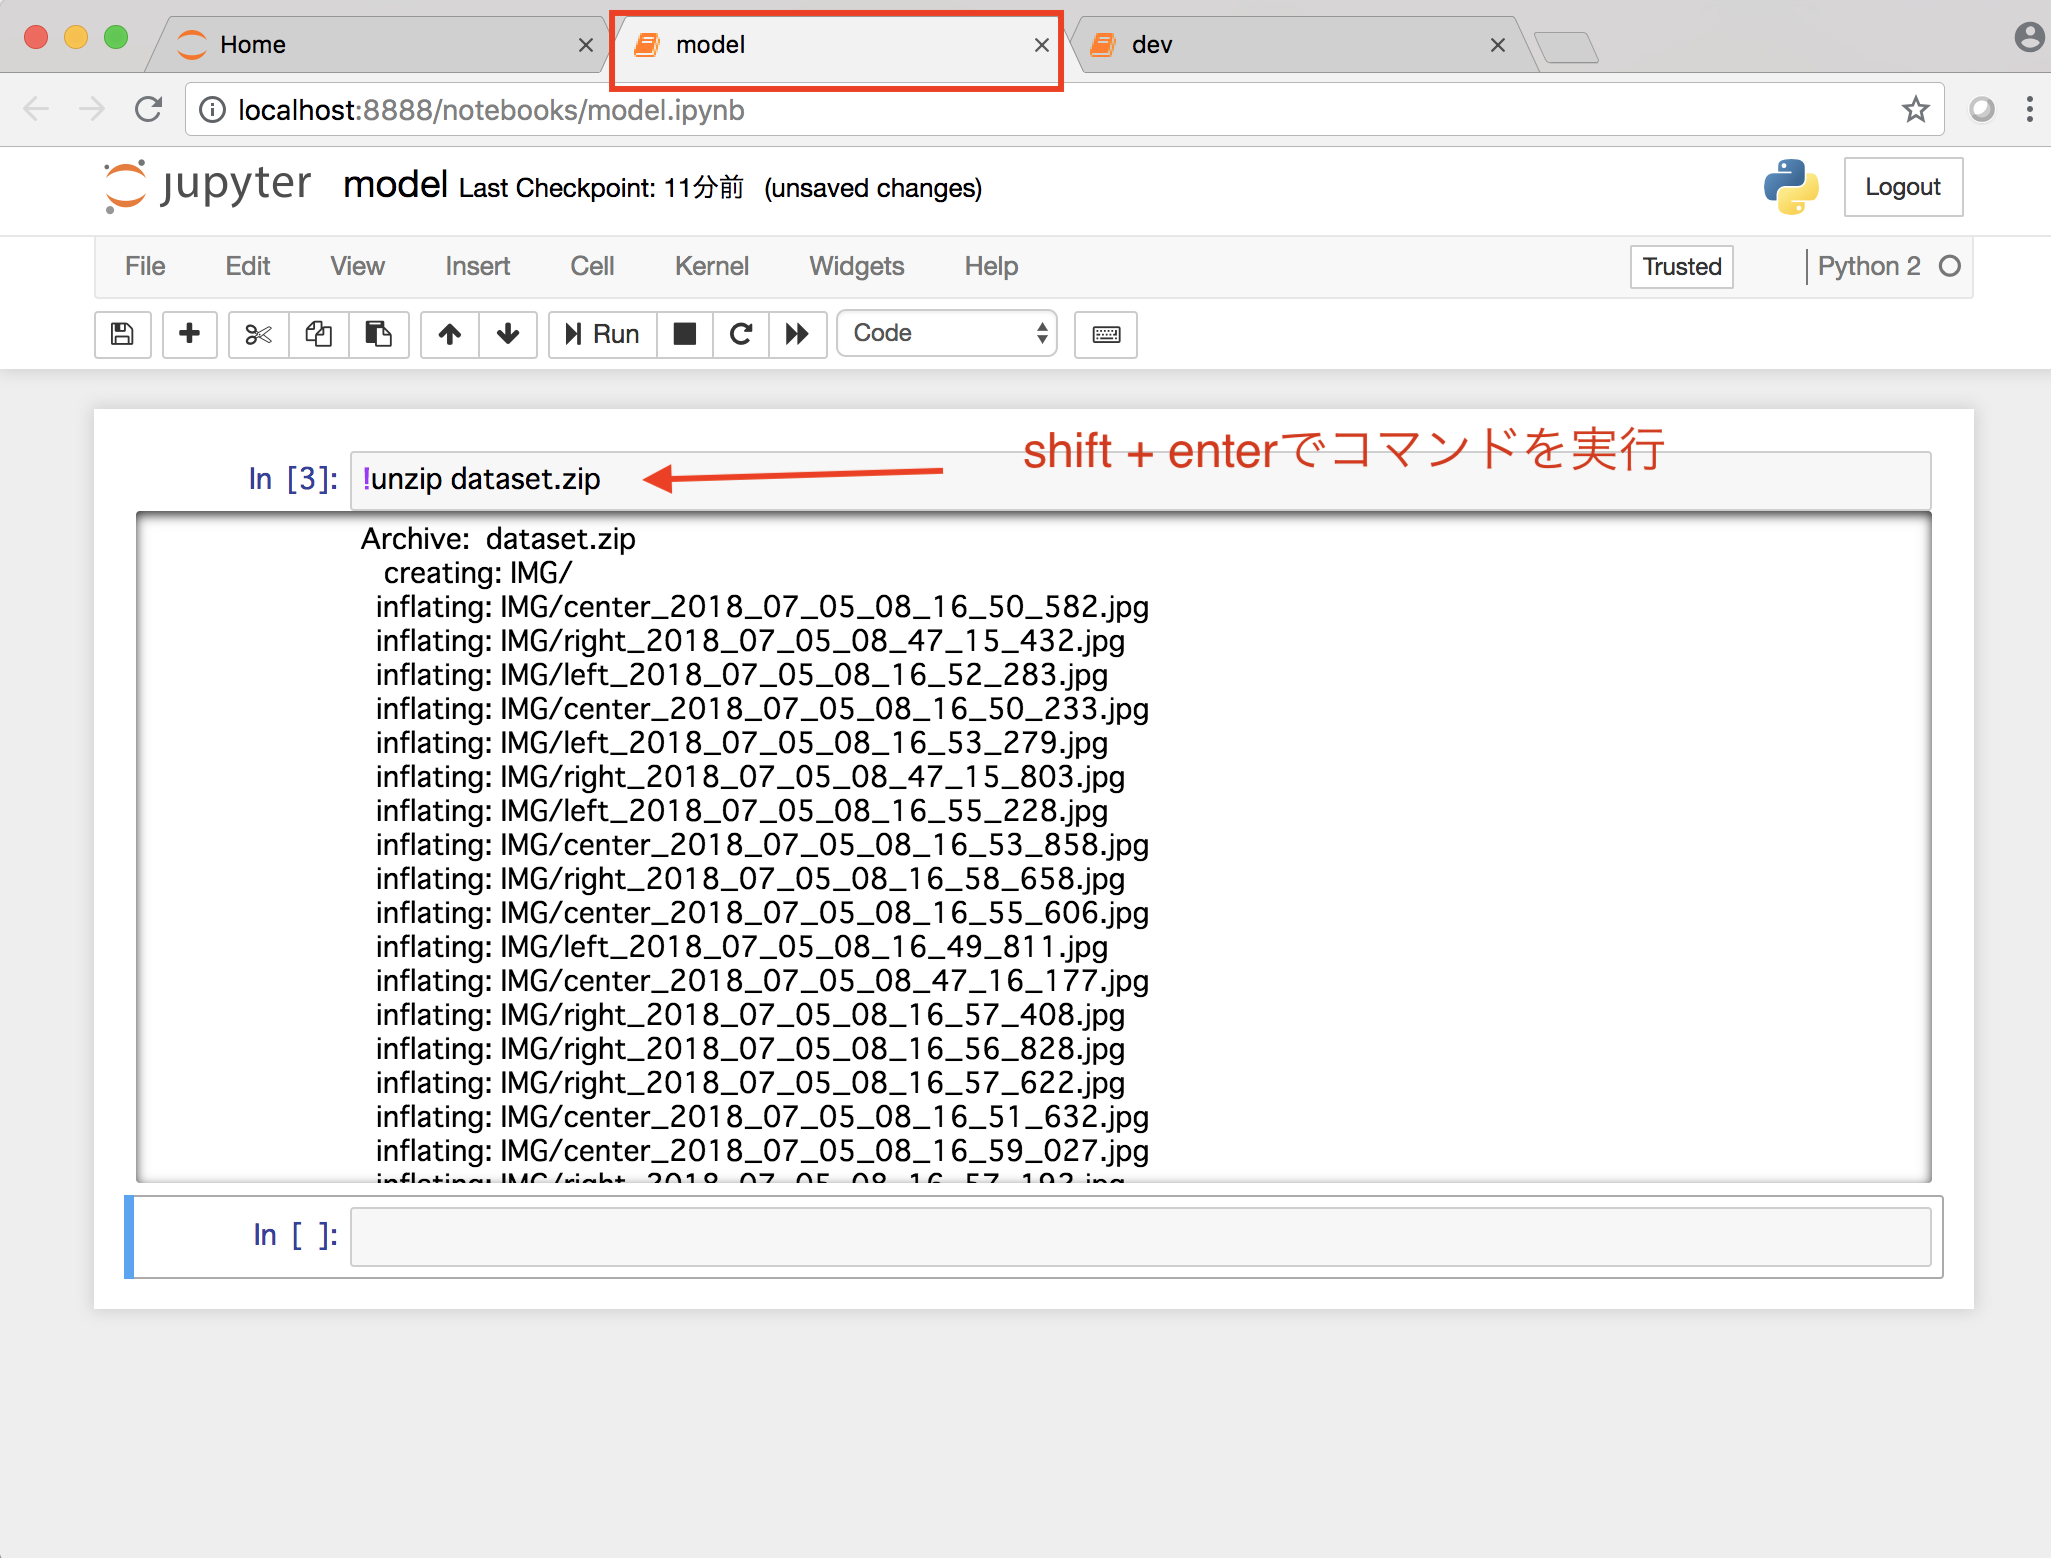 Home
model
dev
localhost:8888/notebooks/model.ipynb
jupyter model Last Checkpoint: 11分前 (unsaved changes)
Logout
File Edit View Insert Cell Kernel Widgets Help Trusted Python 2
Run Code
shift + enterでコマンドを実行
In [3]: !unzip dataset.zip
Archive: dataset.zip
creating: IMG/
inflating: IMG/center_2018_07_05_08_16_50_582.jpg
inflating: IMG/right_2018_07_05_08_47_15_432.jpg
inflating: IMG/left_2018_07_05_08_16_52_283.jpg
inflating: IMG/center_2018_07_05_08_16_50_233.jpg
inflating: IMG/left_2018_07_05_08_16_53_279.jpg
inflating: IMG/right_2018_07_05_08_47_15_803.jpg
inflating: IMG/left_2018_07_05_08_16_55_228.jpg
inflating: IMG/center_2018_07_05_08_16_53_858.jpg
inflating: IMG/right_2018_07_05_08_16_58_658.jpg
inflating: IMG/center_2018_07_05_08_16_55_606.jpg
inflating: IMG/left_2018_07_05_08_16_49_811.jpg
inflating: IMG/center_2018_07_05_08_47_16_177.jpg
inflating: IMG/right_2018_07_05_08_16_57_408.jpg
inflating: IMG/right_2018_07_05_08_16_56_828.jpg
inflating: IMG/right_2018_07_05_08_16_57_622.jpg
inflating: IMG/center_2018_07_05_08_16_51_632.jpg
inflating: IMG/center_2018_07_05_08_16_59_027.jpg
inflating: IMG/right_2018_07_05_08_16_57_192.jpg
In [ ]: